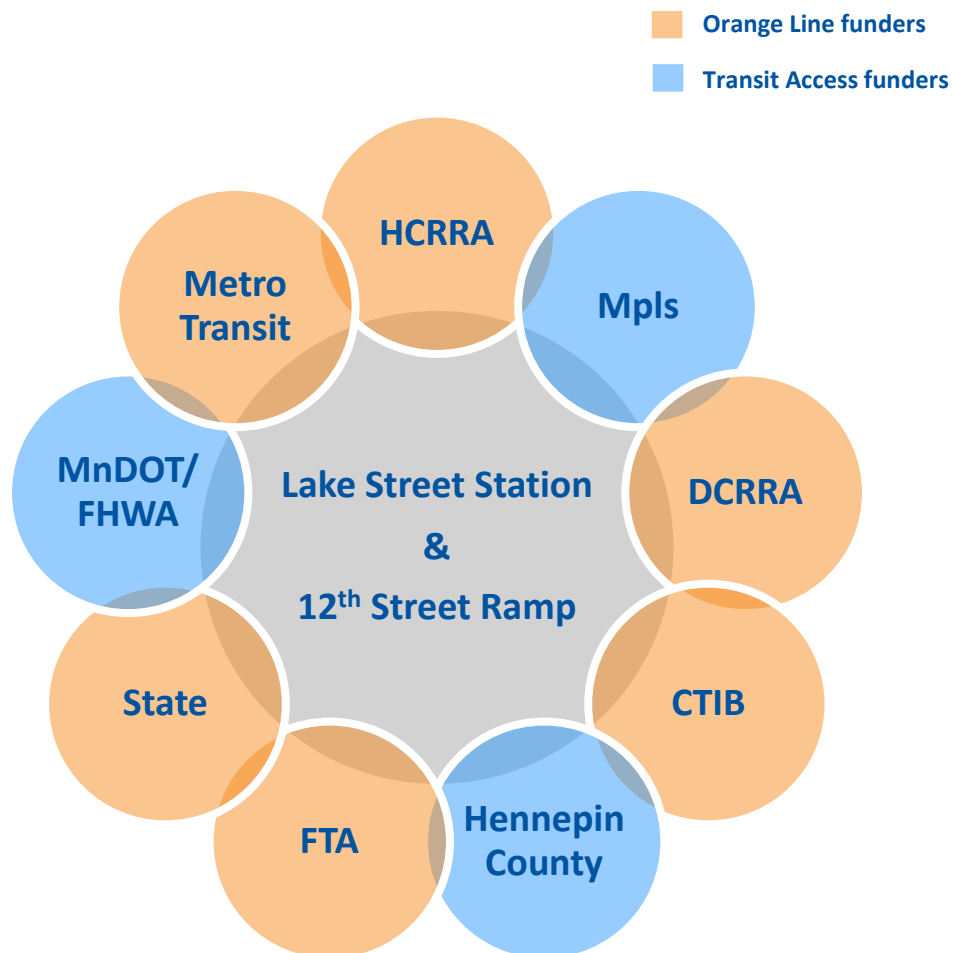 Orange Line funders
Transit Access funders
HCRRA
Metro
Transit
Mpls
MnDOT/
FHWA
Lake Street Station
&
12th Street Ramp
DCRRA
State
CTIB
FTA
Hennepin
County